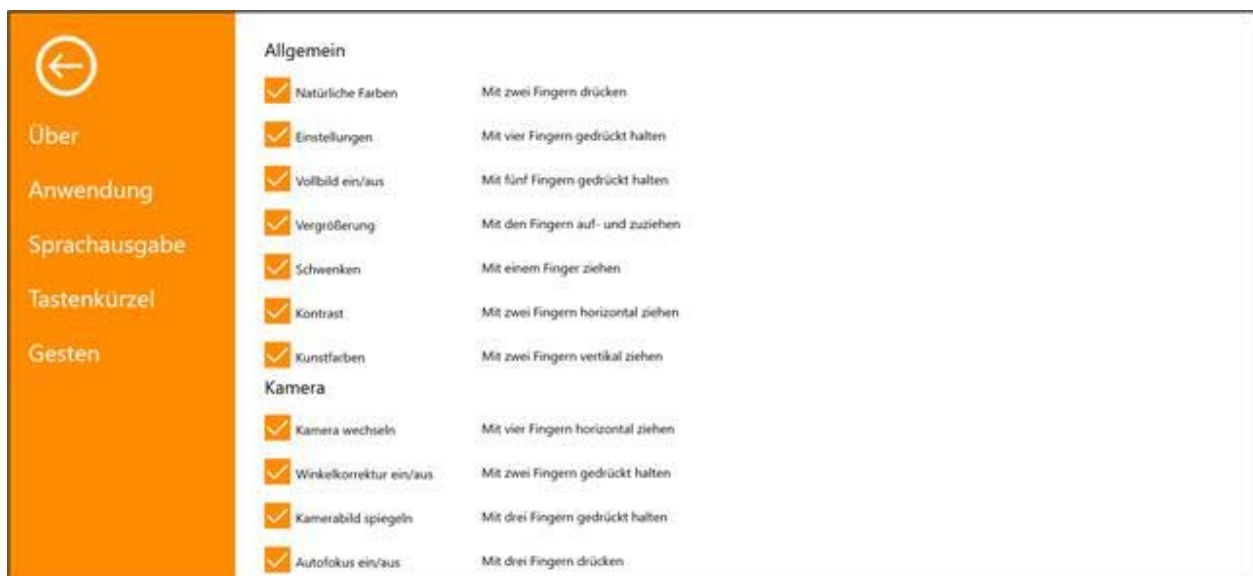 Über
Anwendung
Sprachausgabe
Tastenkürzel
Gesten
Allgemein
Natürliche Farben Mit zwei Fingern drücken
Einstellungen Mit vier Fingern gedrückt halten
Vollbild ein/aus Mit fünf Fingern gedrückt halten
Vergrößerung Mit den Fingern auf- und zuziehen
Schwenken Mit einem Finger ziehen
Kontrast Mit zwei Fingern horizontal ziehen
Kunstfarben Mit zwei Fingern vertikal ziehen
Kamera
Kamera wechseln Mit vier Fingern horizontal ziehen
Winkelkorrektur ein/aus Mit zwei Fingern gedrückt halten
Kamerabild spiegeln Mit drei Fingern gedrückt halten
Autofokus ein/aus Mit drei Fingern drücken